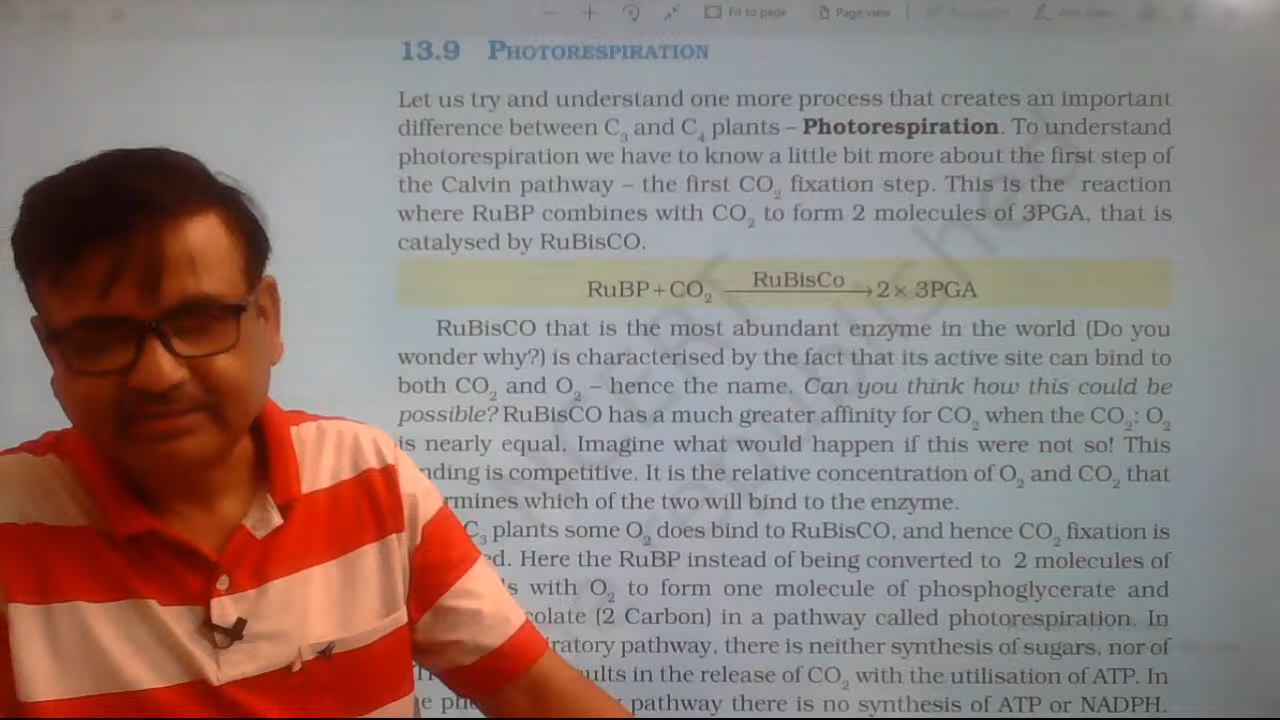 Fit to page
Page view
13.9 PHOTORESPIRATION
Let us try and understand one more process that creates an important
difference between C3 and C4 plants – Photorespiration. To understand
photorespiration we have to know a little bit more about the first step of
the Calvin pathway – the first CO2 fixation step. This is the reaction
where RuBP combines with CO2 to form 2 molecules of 3PGA, that is
catalysed by RuBisCO.
RuBisCo
RuBP+CO2 → 2× 3PGA
RuBisCO that is the most abundant enzyme in the world (Do you
wonder why?) is characterised by the fact that its active site can bind to
both CO2 and O2 – hence the name. Can you think how this could be
possible? RuBisCO has a much greater affinity for CO2 when the CO2: O2
is nearly equal. Imagine what would happen if this were not so! This
nding is competitive. It is the relative concentration of O2 and CO2 that
rmines which of the two will bind to the enzyme.
C3 plants some O2 does bind to RuBisCO, and hence CO2 fixation is
ed. Here the RuBP instead of being converted to 2 molecules of
s with O2 to form one molecule of phosphoglycerate and
colate (2 Carbon) in a pathway called photorespiration. In
ratory pathway, there is neither synthesis of sugars, nor of
ults in the release of CO2 with the utilisation of ATP. In
pathway there is no synthesis of ATP or NADPH.